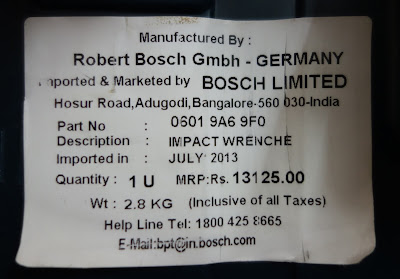 Manufactured By :
Robert Bosch Gmbh - GERMANY
Imported & Marketed by BOSCH LIMITED
Hosur Road,Adugodi,Bangalore-560 030-India
Part No : 0601 9A6 9F0
Description : IMPACT WRENCHE
Imported in : JULY 2013
Quantity : 1 U MRP:Rs. 13125.00
Wt : 2.8 KG (Inclusive of all Taxes)
Help Line Tel: 1800 425 8665
E-Mail:bpt@in.bosch.com